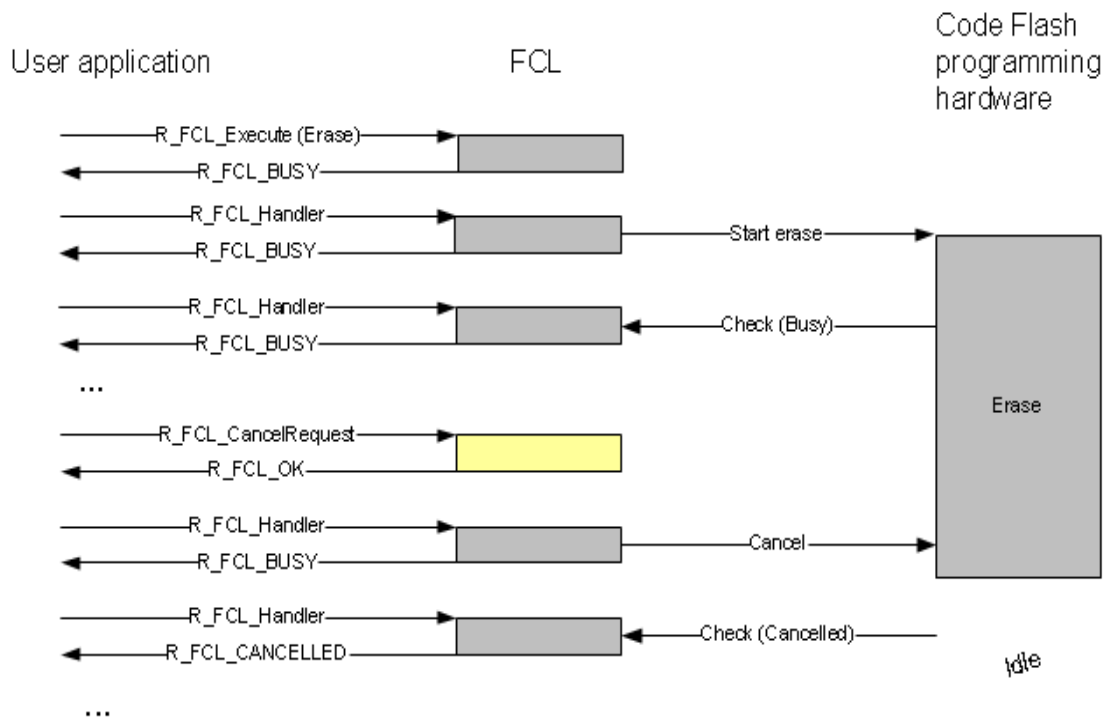 User application
FCL
Code Flash
programming
hardware
R_FCL_Execute (Erase)
R_FCL_BUSY
R_FCL_Handler
Start erase
R_FCL_BUSY
R_FCL_Handler
Check (Busy)
R_FCL_BUSY
...
Erase
R_FCL_CancelRequest
R_FCL_OK
R_FCL_Handler
Cancel
R_FCL_BUSY
R_FCL_Handler
Check (Cancelled)
R_FCL_CANCELLED
Idle
...